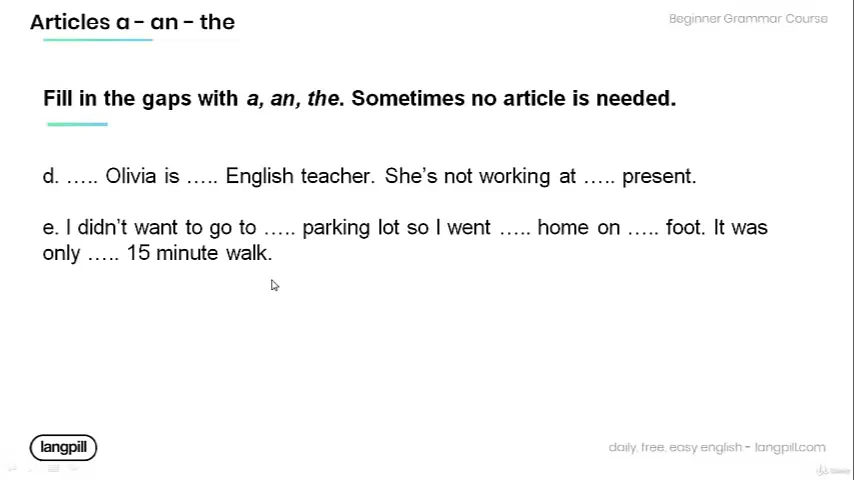 Articles a - an - the
Beginner Grammar Course
Fill in the gaps with a, an, the. Sometimes no article is needed.
d. ..... Olivia is ..... English teacher. She's not working at ..... present.
e. I didn't want to go to ..... parking lot so I went ..... home on ..... foot. It was
only ..... 15 minute walk.
langpill
daily, free, easy english - langpill.com
Udemy